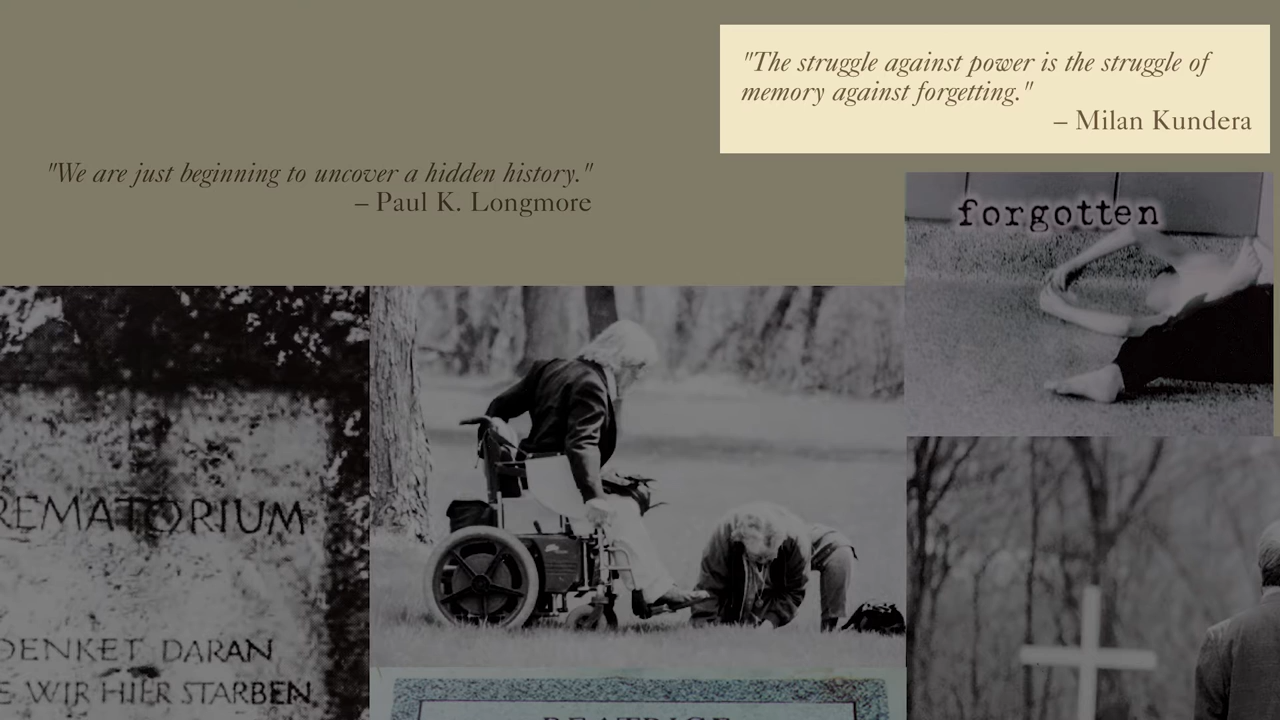 "The struggle against power is the struggle of
memory against forgetting."
– Milan Kundera
"We are just beginning to uncover a hidden history."
– Paul K. Longmore
forgotten
REMATORIUM
DENKET DARAN
E WIR HIER STARBEN
BEATRICE